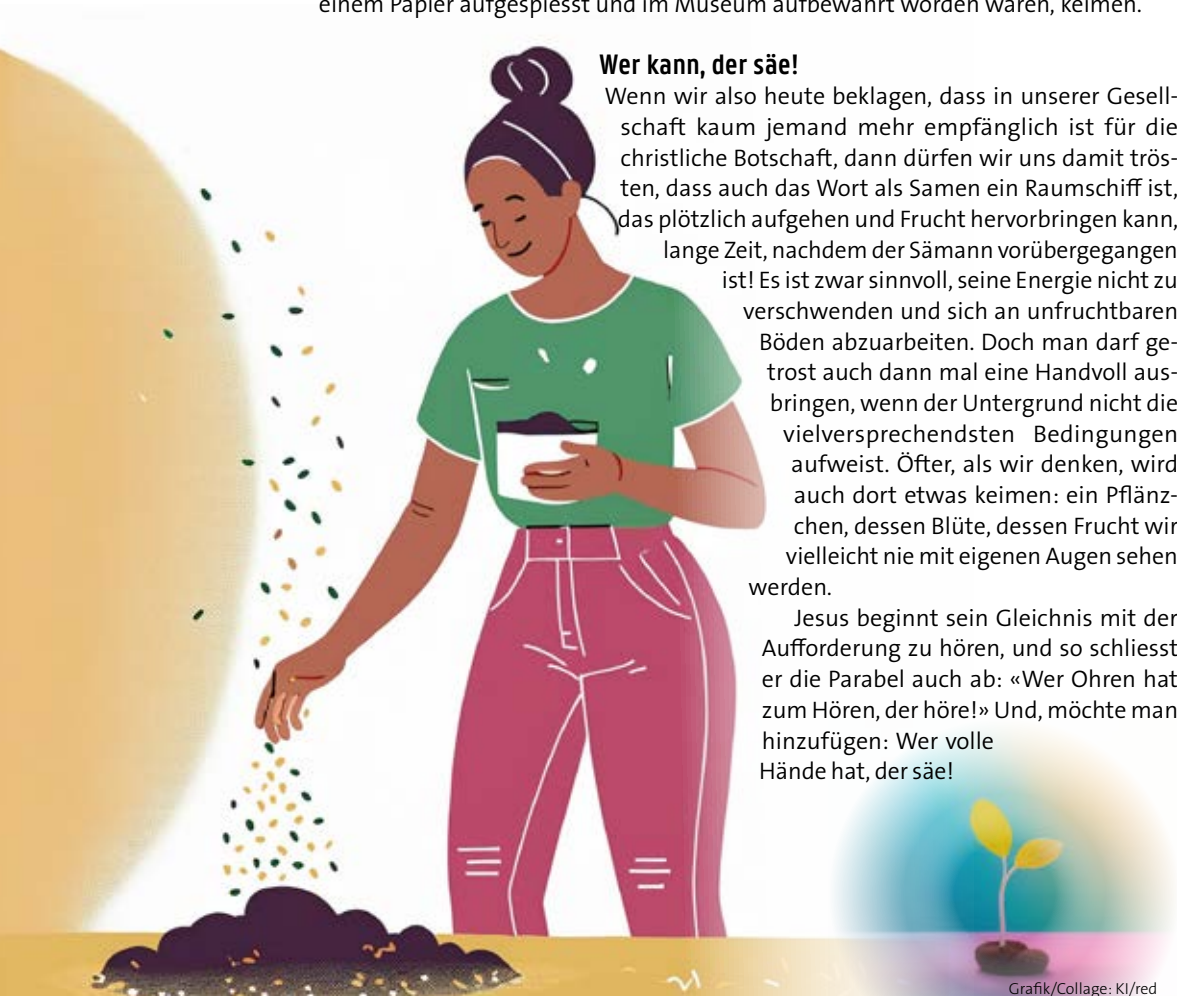 einem Papier aufgespiesst und im Museum aufbewahrt worden waren, keimen.
Wer kann, der säe!
Wenn wir also heute beklagen, dass in unserer Gesell-
schaft kaum jemand mehr empfänglich ist für die
christliche Botschaft, dann dürfen wir uns damit trös-
ten, dass auch das Wort als Samen ein Raumschiff ist,
das plötzlich aufgehen und Frucht hervorbringen kann,
lange Zeit, nachdem der Sämann vorübergegangen
ist! Es ist zwar sinnvoll, seine Energie nicht zu
verschwenden und sich an unfruchtbaren
Böden abzuarbeiten. Doch man darf ge-
trost auch dann mal eine Handvoll aus-
bringen, wenn der Untergrund nicht die
vielversprechendsten Bedingungen
aufweist. Öfter, als wir denken, wird
auch dort etwas keimen: ein Pflänz-
chen, dessen Blüte, dessen Frucht wir
vielleicht nie mit eigenen Augen sehen
werden.
Jesus beginnt sein Gleichnis mit der
Aufforderung zu hören, und so schliesst
er die Parabel auch ab: «Wer Ohren hat
zum Hören, der höre!» Und, möchte man
hinzufügen: Wer volle
Hände hat, der säe!
Grafik/Collage: KI/red